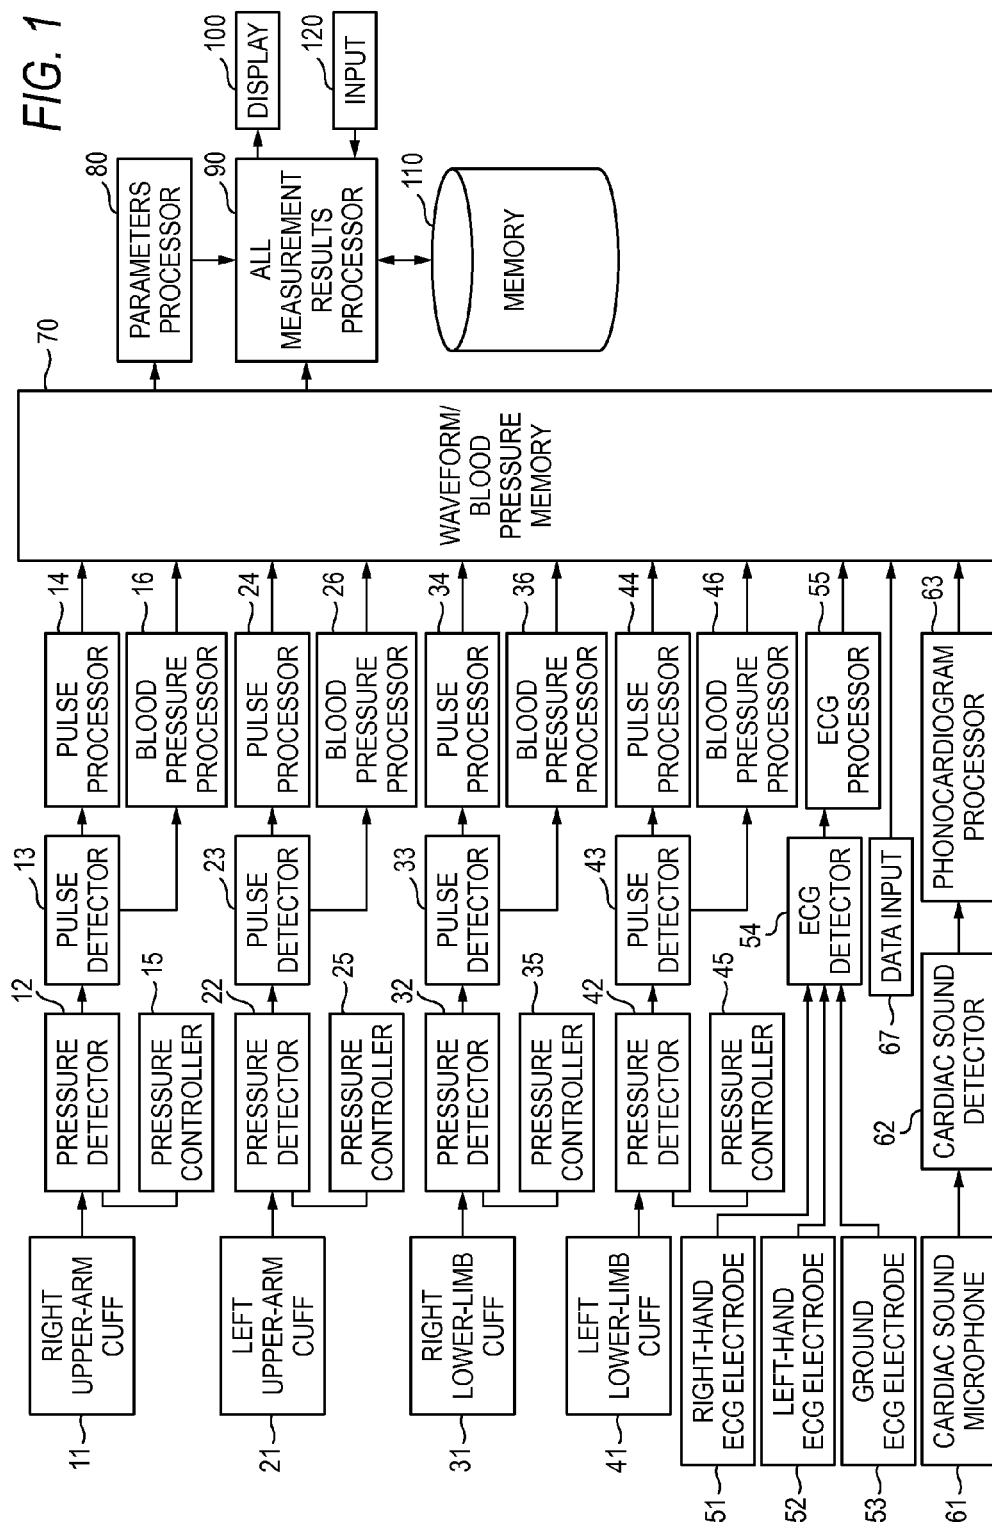 FIG. 1
11
RIGHT
UPPER-ARM
CUFF
12
PRESSURE
DETECTOR
15
PRESSURE
CONTROLLER
13
PULSE
DETECTOR
14
PULSE
PROCESSOR
16
BLOOD
PRESSURE
PROCESSOR
21
LEFT
UPPER-ARM
CUFF
22
PRESSURE
DETECTOR
25
PRESSURE
CONTROLLER
23
PULSE
DETECTOR
24
PULSE
PROCESSOR
26
BLOOD
PRESSURE
PROCESSOR
31
RIGHT
LOWER-LIMB
CUFF
32
PRESSURE
DETECTOR
35
PRESSURE
CONTROLLER
33
PULSE
DETECTOR
34
PULSE
PROCESSOR
36
BLOOD
PRESSURE
PROCESSOR
41
LEFT
LOWER-LIMB
CUFF
42
PRESSURE
DETECTOR
45
PRESSURE
CONTROLLER
43
PULSE
DETECTOR
44
PULSE
PROCESSOR
46
BLOOD
PRESSURE
PROCESSOR
51
RIGHT-HAND
ECG ELECTRODE
52
LEFT-HAND
ECG ELECTRODE
53
GROUND
ECG ELECTRODE
54
ECG
DETECTOR
55
ECG
PROCESSOR
67
DATA INPUT
61
CARDIAC SOUND
MICROPHONE
62
CARDIAC SOUND
DETECTOR
63
PHONOCARDIOGRAM
PROCESSOR
70
WAVEFORM/
BLOOD
PRESSURE
MEMORY
80
PARAMETERS
PROCESSOR
90
ALL
MEASUREMENT
RESULTS
PROCESSOR
100
DISPLAY
120
INPUT
110
MEMORY